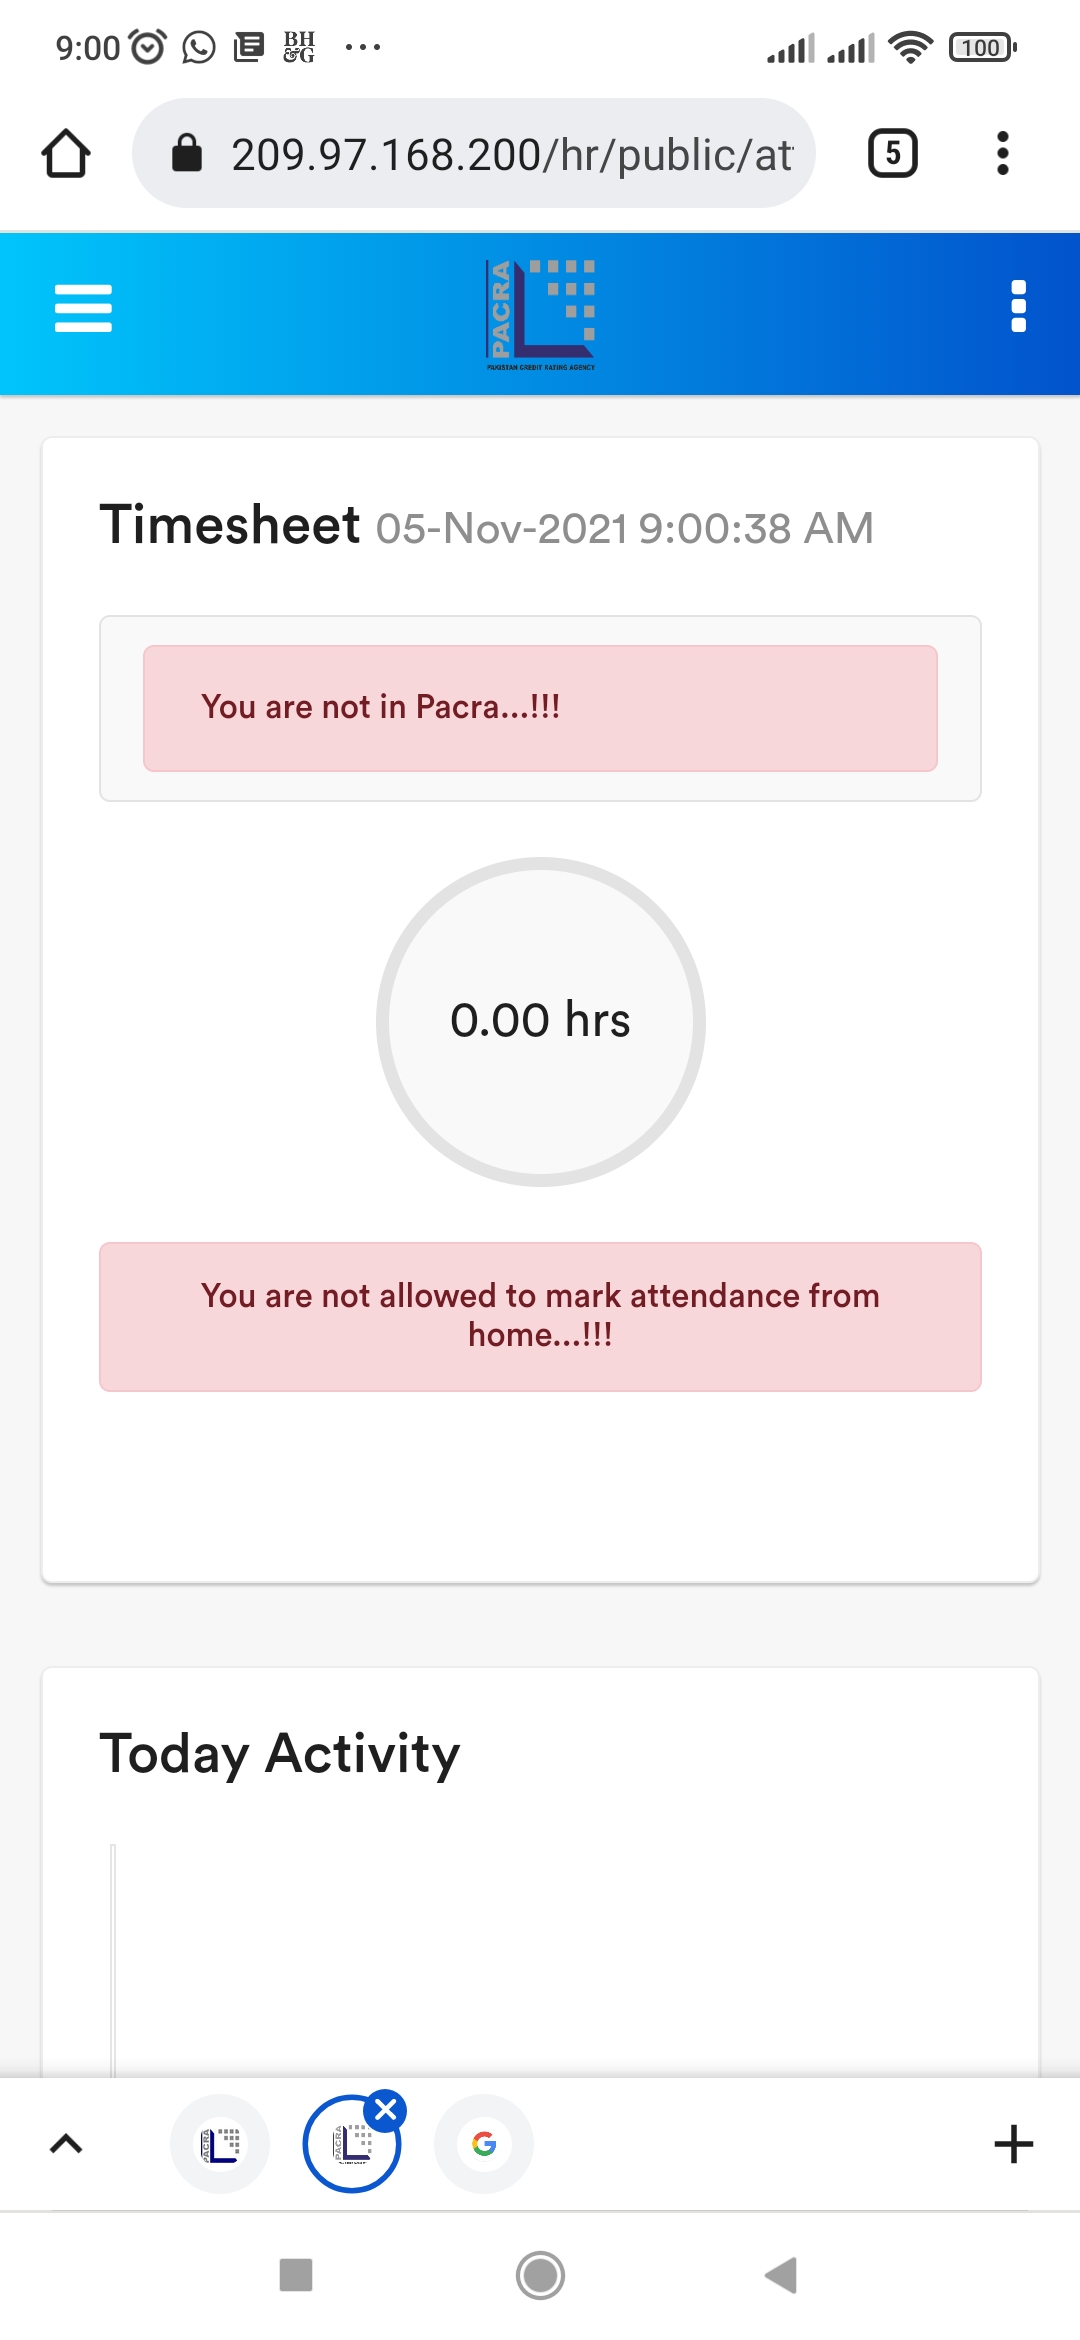 9:00 BH &G ... 100
209.97.168.200/hr/public/at
5
PACRA
PAKISTAN CREDIT RATING AGENCY
Timesheet 05-Nov-2021 9:00:38 AM
You are not in Pacra...!!!
0.00 hrs
You are not allowed to mark attendance from
home...!!!
Today Activity
PACRA PACRA G